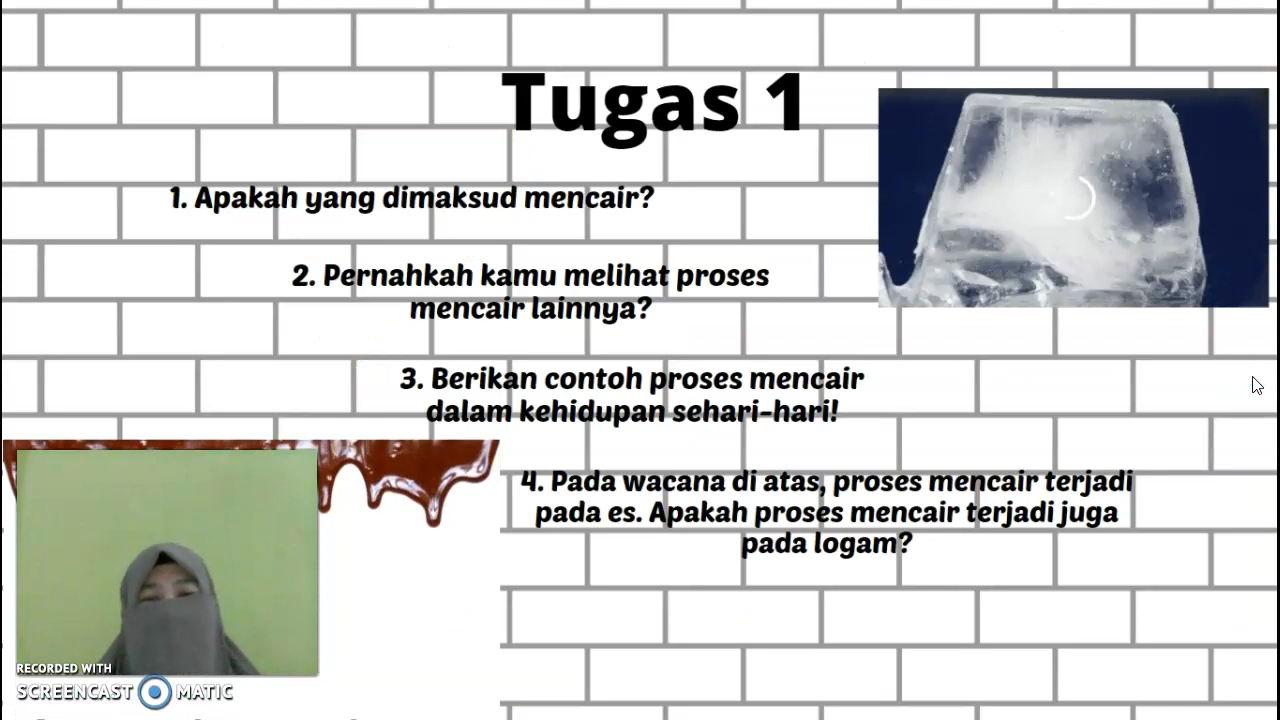 Tugas 1
1. Apakah yang dimaksud mencair?
2. Pernahkah kamu melihat proses
mencair lainnya?
3. Berikan contoh proses mencair
dalam kehidupan sehari-hari!
4. Pada wacana di atas, proses mencair terjadi
pada es. Apakah proses mencair terjadi juga
pada logam?
RECORDED WITH
SCREENCAST MATIC